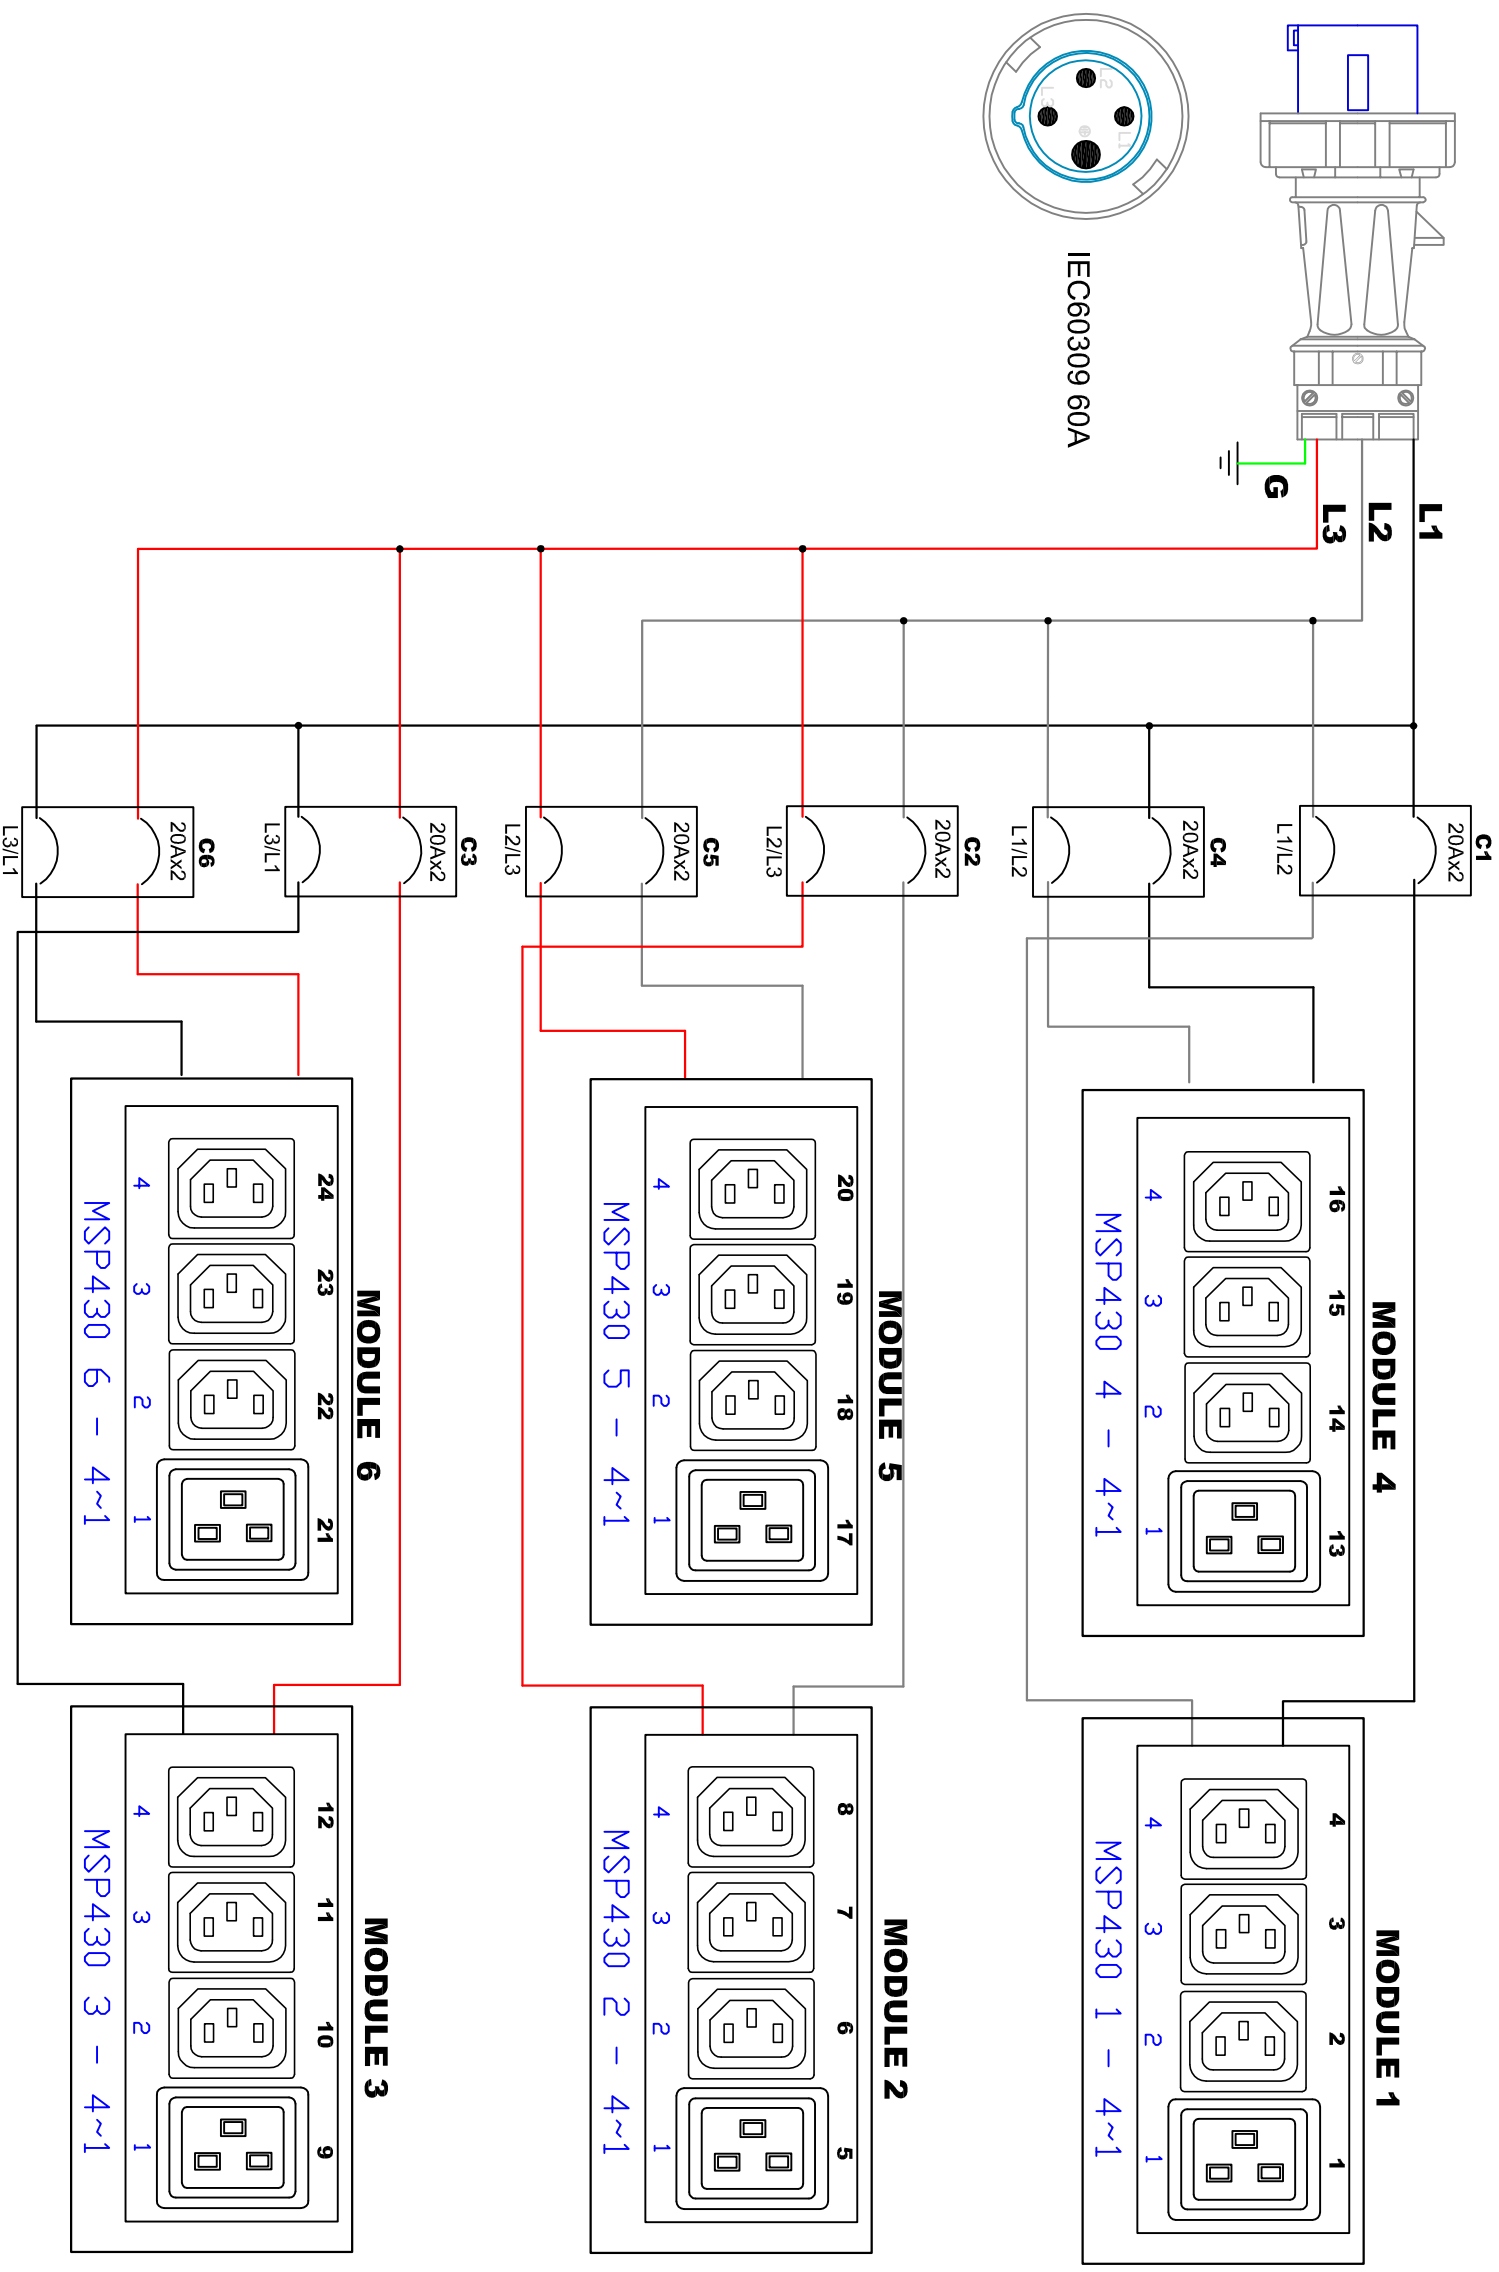 L1
L2
L3
IEC60309 60A
G
L1
L2
L3
C1
20Ax2
L1/L2
C4
20Ax2
L1/L2
C2
20Ax2
L2/L3
C5
20Ax2
L2/L3
C3
20Ax2
L3/L1
C6
20Ax2
L3/L1
MODULE 4
16 15 14 13
4 3 2 1
MSP430 4 - 4~1
MODULE 5
20 19 18 17
4 3 2 1
MSP430 5 - 4~1
MODULE 6
24 23 22 21
4 3 2 1
MSP430 6 - 4~1
MODULE 1
4 3 2 1
4 3 2 1
MSP430 1 - 4~1
MODULE 2
8 7 6 5
4 3 2 1
MSP430 2 - 4~1
MODULE 3
12 11 10 9
4 3 2 1
MSP430 3 - 4~1